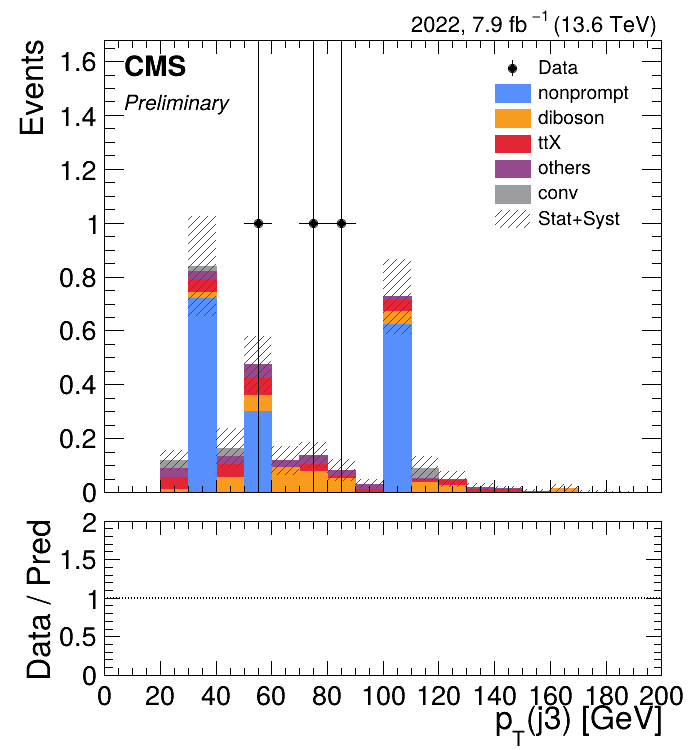 2022, 7.9 fb⁻¹ (13.6 TeV)
Events
1.6
1.4
1.2
1
0.8
0.6
0.4
0.2
0
CMS
Preliminary
Data
nonprompt
diboson
ttX
others
conv
Stat+Syst
Data / Pred
2
1.5
1
0.5
0
0 20 40 60 80 100 120 140 160 180 200
p_T(j3) [GeV]